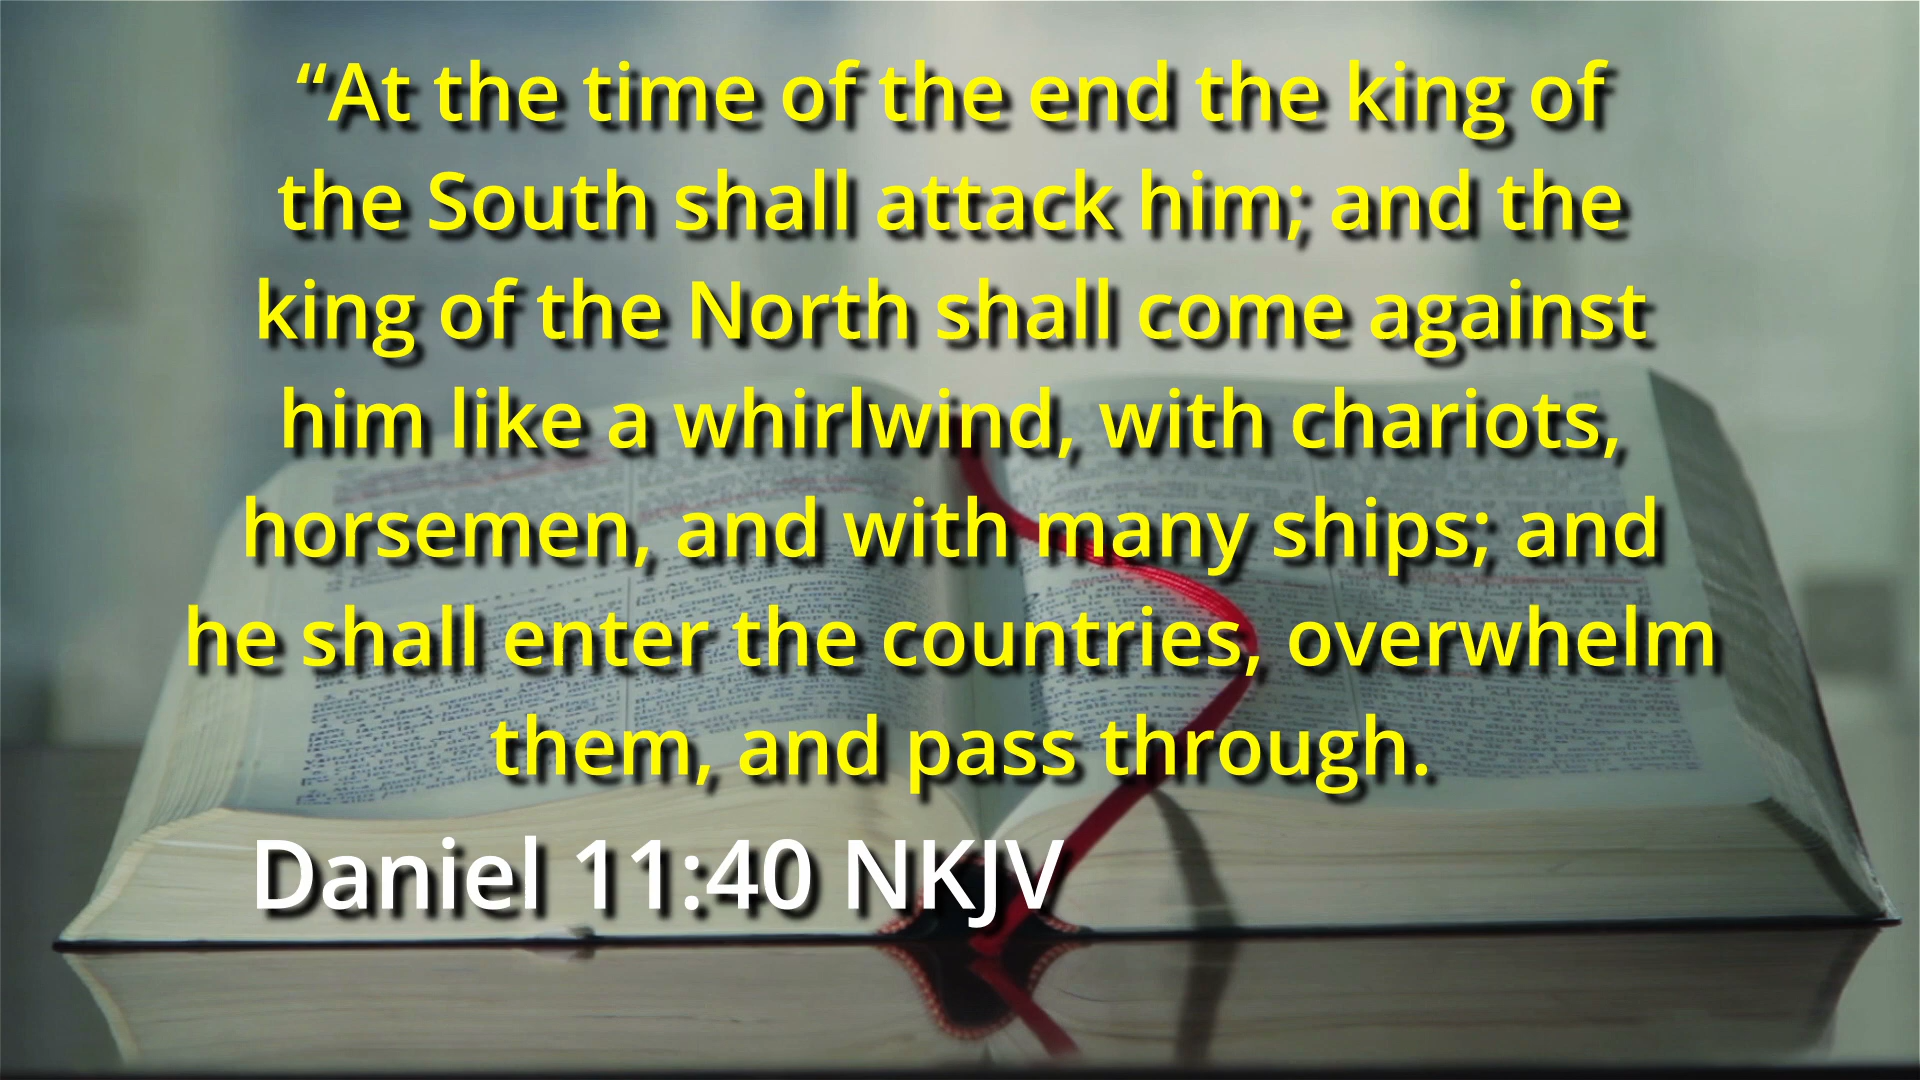 “At the time of the end the king of
the South shall attack him; and the
king of the North shall come against
him like a whirlwind, with chariots,
horsemen, and with many ships; and
he shall enter the countries, overwhelm
them, and pass through.
Daniel 11:40 NKJV